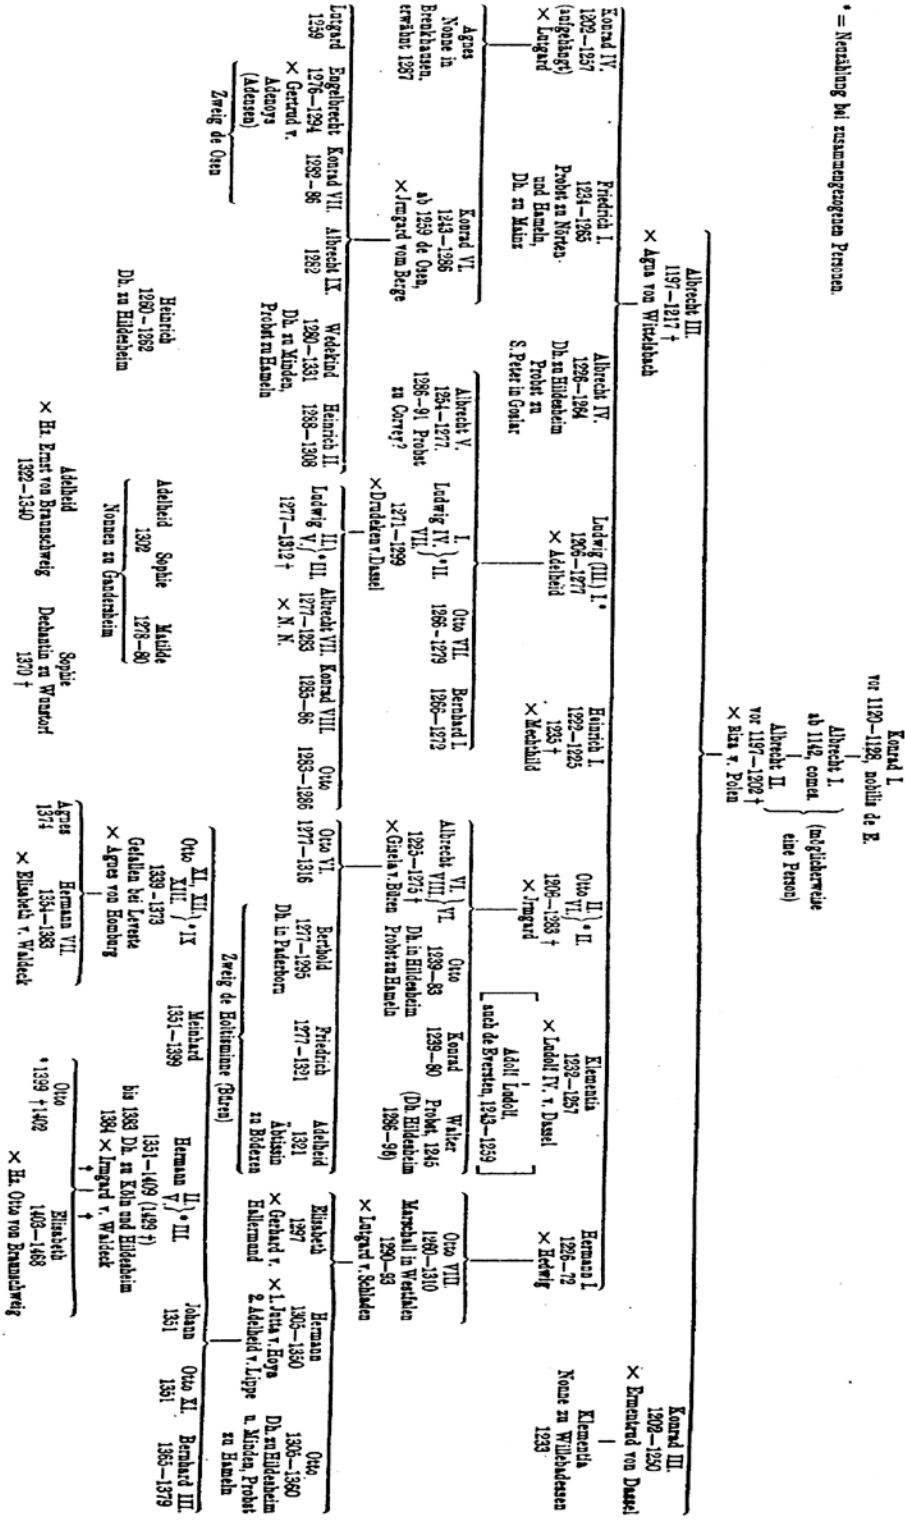 * = Neuzählung bei zusammengezogenen Personen.
Konrad I.
vor 1120—1128, nobilis de E.
Albrecht I.
ab 1142, comes.
(möglicherweise
eine Person)
Albrecht II.
vor 1197—1202 †
× Riza v. Polen
Albrecht III.
1197—1217 †
× Agnes von Wittelsbach
Konrad III.
1202—1250
× Ermentrud von Dassel
Konrad IV.
1202—1257
(aufgehängt)
× Lutgard
Friedrich I.
1224—1265
Probst zu Nörten
und Hameln,
Dh. zu Mainz
Albrecht IV.
1226—1264
Dh. zu Hildesheim
Probst zu
S. Peter in Goslar
Ludwig (III.) I.*
1206—1277
× Adelheid
Heinrich I.
1222—1225
1235 †
× Mechthild
Otto II. VI. } * II.
1208—1283 †
× Jrmgard
Klementia
1232—1257
× Ludolf IV. v. Dassel
Adolf Ludolf,
auch de Eversten, 1243—1259
Hermann I.
1226—72
× Hedwig
Klementia
Nonne zu Willebadessen
1233
Agnes
Nonne in
Brenkhausen,
erwähnt 1287
Konrad VI.
1243—1286
ab 1259 de Osen,
× Jrmgard vom Berge
Albrecht V.
1254—1277.
1286—91 Probst
zu Corvey?
Ludwig I. IV. VII. } * II.
1271—1299
× Drudeken v. Dassel
Otto VII.
1266—1279
Bernhard I.
1266—1272
Albrecht VI. VIII. } VI
1225—1275 †
× Gisela v. Büren
Otto
1239—83
Dh. in Hildesheim
Probst zu Hameln
Konrad
1239—80
Walter
Probst, 1245
(Dh. Hildesheim
1286—98)
Otto VIII.
1260—1310
Marschall in Westfalen
1290—93
× Lutgard v. Schladen
Lutgard
1259
Engelbrecht
1276—1294
× Gertrud v.
Adenoys
(Adensen)
Konrad VII.
1282—86
Albrecht IX.
1282
Wedekind
1280—1331
Dh. zu Minden,
Probst zu Hameln
Heinrich II.
1288—1308
Zweig de Osen
Ludwig II. V. } * III.
1277—1312 †
Albrecht VII.
1277—1283
× N. N.
Konrad VIII
1285—86
Otto
1283—1286
Otto VI.
1277—1316
Berthold
1277—1295
Dh. in Paderborn
Friedrich
1277—1321
Adelheid
1321
Äbtissin
zu Bödexen
Zweig de Holtisminne (Büren)
Elisabeth
1297
× Gerhard v.
Hallermund
Hermann
1305—1350
× 1. Jutta v. Hoya
2. Adelheid v. Lippe
Otto
1305—1360
Dh. zu Hildesheim
u. Minden, Probst
zu Hameln
Heinrich
1260—1262
Dh. zu Hildesheim
Adelheid
1302
Sophie
Matilde
1278—80
Nonnen zu Gandersheim
Otto XI, XII. XIII. } * IX
1339—1373
Gefallen bei Leveste
× Agnes von Homburg
Meinhard
1351—1399
Hermann II. V. } * III.
1351—1409 (1429 †)
bis 1383 Dh. zu Köln und Hildesheim
1384 × Irmgard v. Waldeck
Johann
1351
Otto XI.
1351
Bernhard III.
1365—1379
Adelheid
× Hz. Ernst von Braunschweig
1322—1340
Sophie
Dechantin zu Wunstorf
1370 †
Agnes
1374
Hermann VII.
1354—1383
× Elisabeth v. Waldeck
Otto
*1399 †1402
Elisabeth
1403—1468
× Hz. Otto von Braunschweig